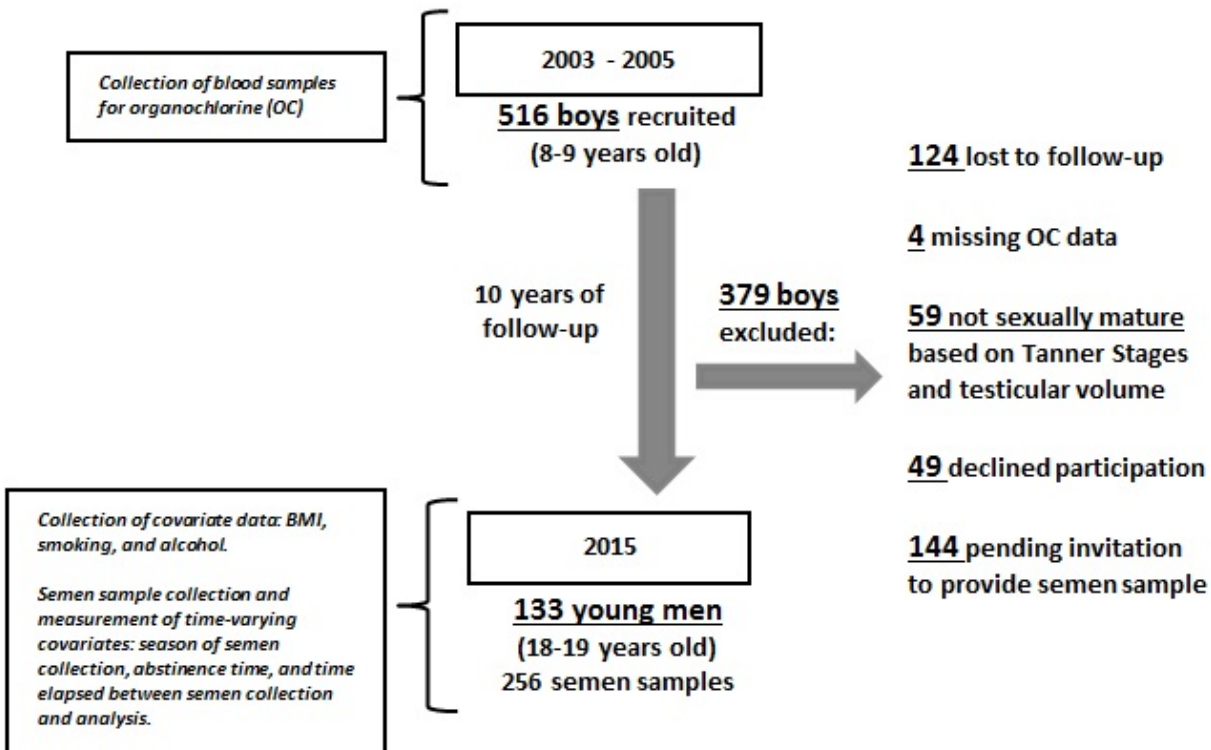 Collection of blood samples
for organochlorine (OC)
2003 - 2005
516 boys recruited
(8-9 years old)
10 years of
follow-up
379 boys
excluded:
124 lost to follow-up
4 missing OC data
59 not sexually mature
based on Tanner Stages
and testicular volume
49 declined participation
144 pending invitation
to provide semen sample
Collection of covariate data: BMI,
smoking, and alcohol.
Semen sample collection and
measurement of time-varying
covariates: season of semen
collection, abstinence time, and time
elapsed between semen collection
and analysis.
2015
133 young men
(18-19 years old)
256 semen samples